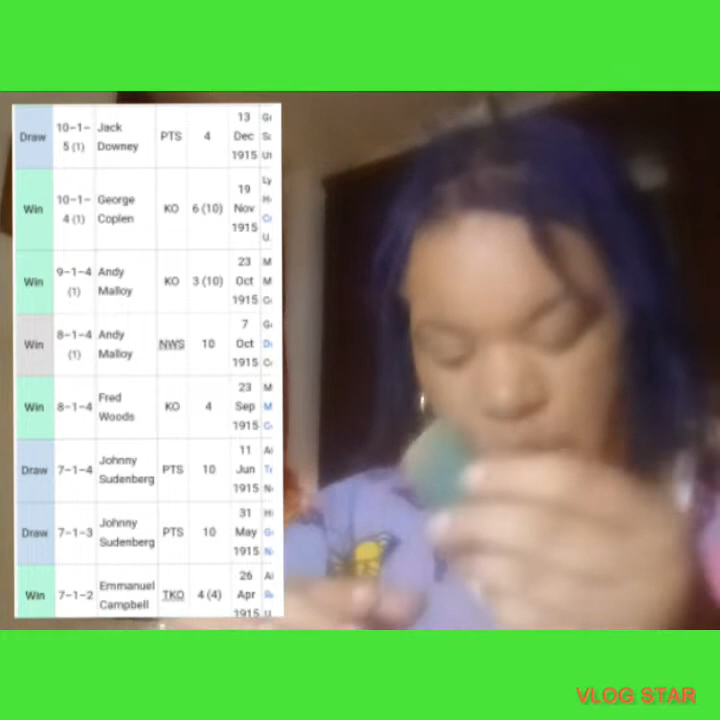 Draw 10-1-5 (1) Jack Downey PTS 4 13 Dec 1915
Win 10-1-4 (1) George Coplen KO 6 (10) 19 Nov 1915
Win 9-1-4 (1) Andy Malloy KO 3 (10) 23 Oct 1915
Win 8-1-4 (1) Andy Malloy NWS 10 7 Oct 1915
Win 8-1-4 Fred Woods KO 4 23 Sep 1915
Draw 7-1-4 Johnny Sudenberg PTS 10 11 Jun 1915
Draw 7-1-3 Johnny Sudenberg PTS 10 31 May 1915
Win 7-1-2 Emmanuel Campbell TKO 4 (4) 26 Apr 1915
VLOG STAR